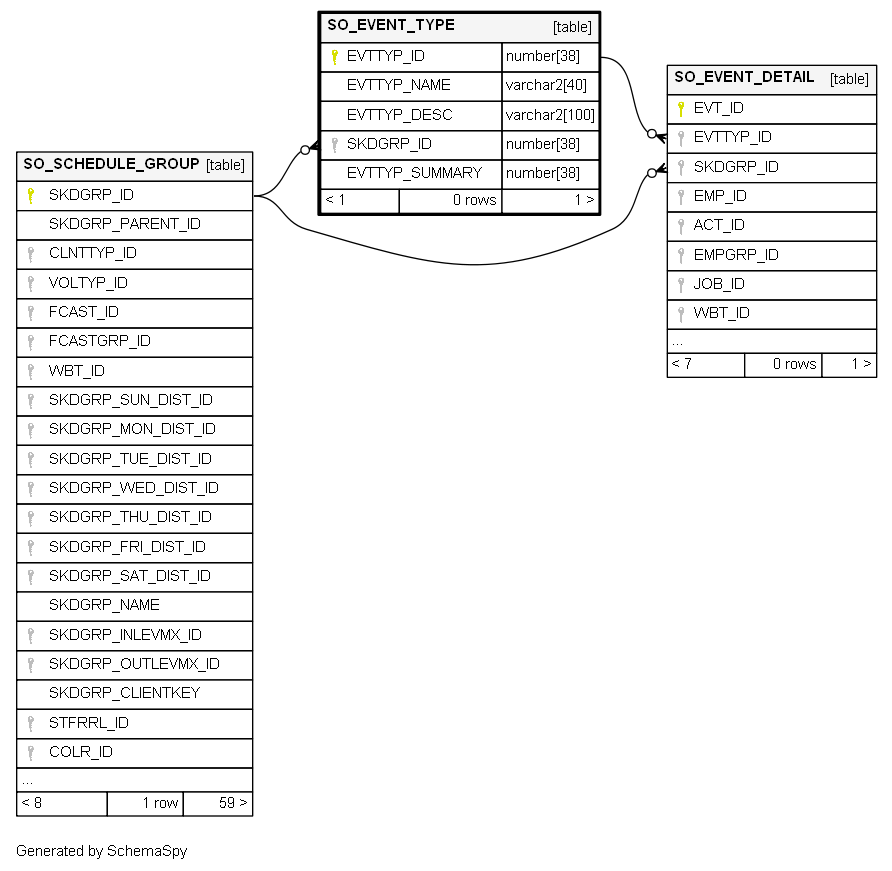 SO_EVENT_TYPE [table]
EVTTYP_ID number[38]
EVTTYP_NAME varchar2[40]
EVTTYP_DESC varchar2[100]
SKDGRP_ID number[38]
EVTTYP_SUMMARY number[38]
< 1 0 rows 1 >
SO_EVENT_DETAIL [table]
EVT_ID
EVTTYP_ID
SKDGRP_ID
EMP_ID
ACT_ID
EMPGRP_ID
JOB_ID
WBT_ID
...
< 7 0 rows 1 >
SO_SCHEDULE_GROUP [table]
SKDGRP_ID
SKDGRP_PARENT_ID
CLNTTYP_ID
VOLTYP_ID
FCAST_ID
FCASTGRP_ID
WBT_ID
SKDGRP_SUN_DIST_ID
SKDGRP_MON_DIST_ID
SKDGRP_TUE_DIST_ID
SKDGRP_WED_DIST_ID
SKDGRP_THU_DIST_ID
SKDGRP_FRI_DIST_ID
SKDGRP_SAT_DIST_ID
SKDGRP_NAME
SKDGRP_INLEVMX_ID
SKDGRP_OUTLEVMX_ID
SKDGRP_CLIENTKEY
STFRRL_ID
COLR_ID
...
< 8 1 row 59 >
Generated by SchemaSpy